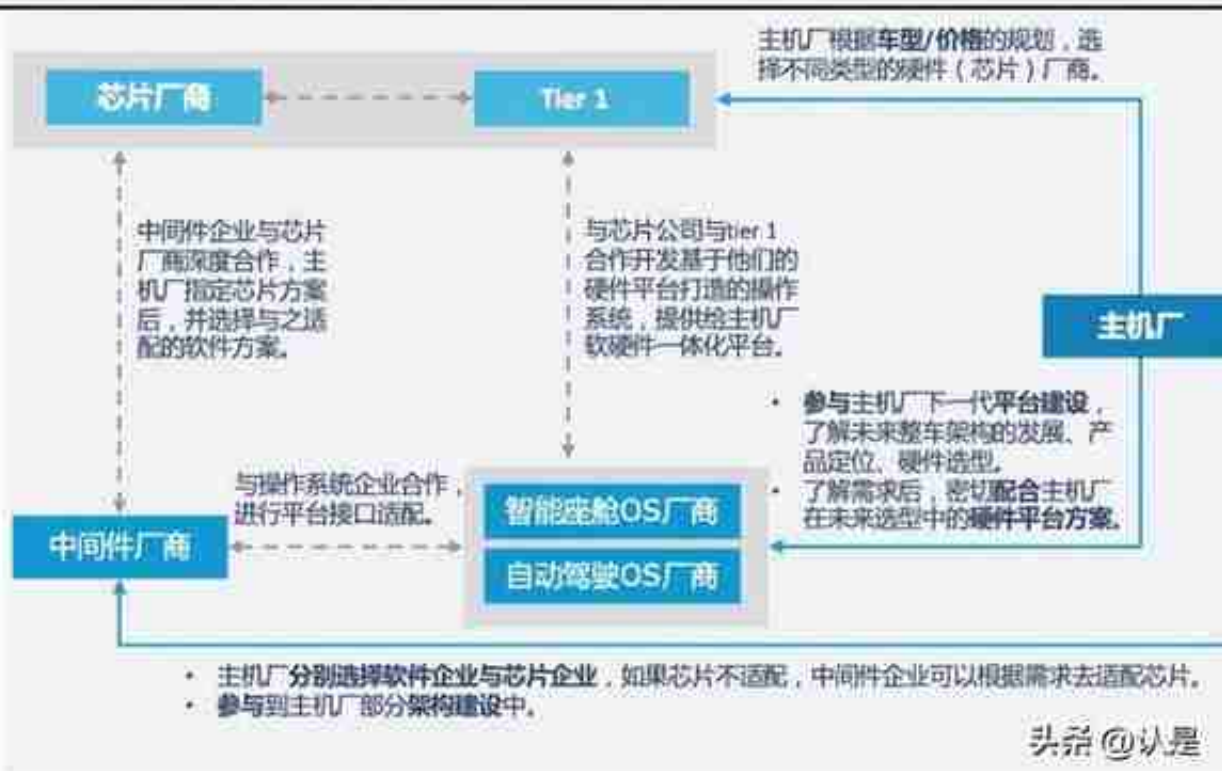 主机厂根据车型/价格的规划，选
择不同类型的硬件（芯片）厂商。
芯片厂商
Tier 1
中间件企业与芯片
厂商深度合作，主
机厂指定芯片方案
后，并选择与之适
配的软件方案。
与芯片公司与tier 1
合作开发基于他们的
硬件平台打造的操作
系统，提供给主机厂
软硬件一体化平台。
主机厂
• 参与主机厂下一代平台建设，
了解未来整车架构的发展、产
品定位、硬件选型。
• 了解需求后，密切配合主机厂
在未来选型中的硬件平台方案。
与操作系统企业合作，
进行平台接口适配。
智能座舱OS厂商
中间件厂商
自动驾驶OS厂商
• 主机厂分别选择软件企业与芯片企业，如果芯片不适配，中间件企业可以根据需求去适配芯片。
• 参与到主机厂部分架构建设中。
头条 @认是